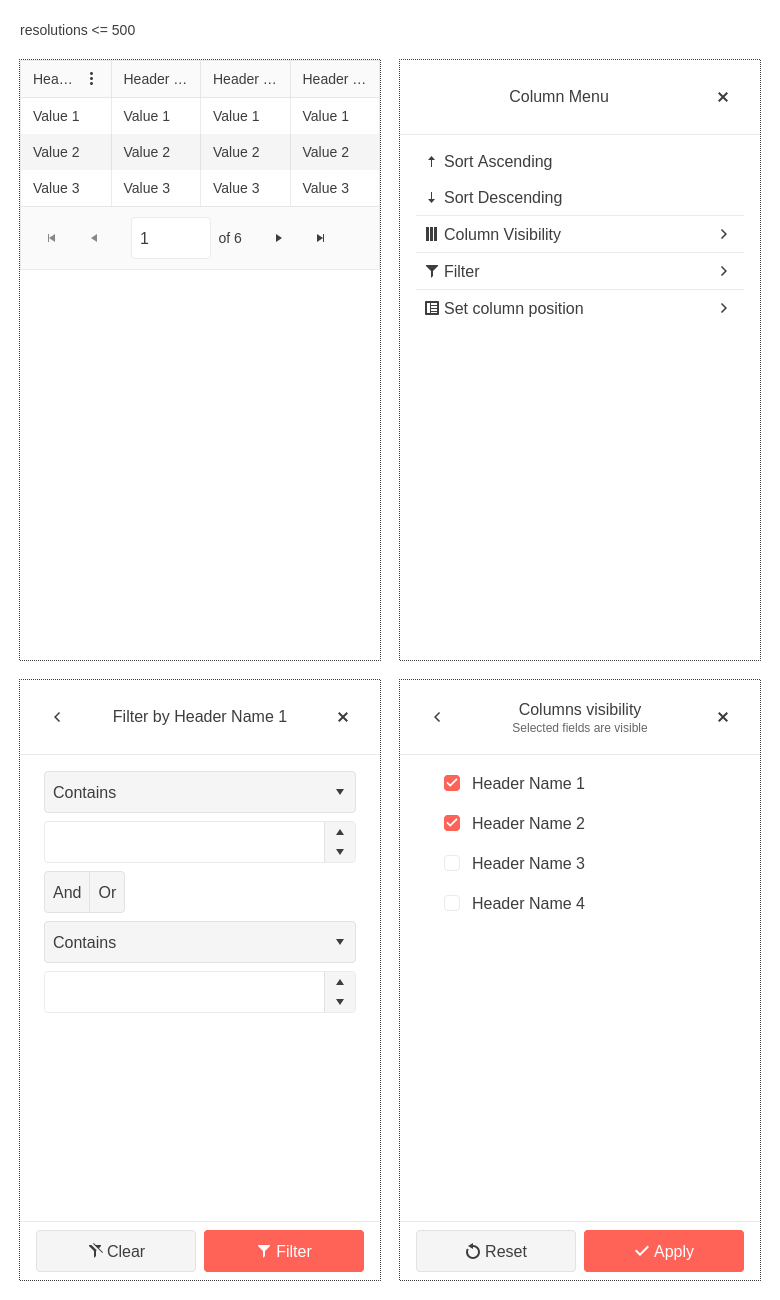 resolutions <= 500
Hea... Header ... Header ... Header ...
Value 1 Value 1 Value 1 Value 1
Value 2 Value 2 Value 2 Value 2
Value 3 Value 3 Value 3 Value 3
1 of 6
Column Menu
Sort Ascending
Sort Descending
Column Visibility
Filter
Set column position
Filter by Header Name 1
Contains
And Or
Contains
Clear Filter
Columns visibility
Selected fields are visible
Header Name 1
Header Name 2
Header Name 3
Header Name 4
Reset Apply